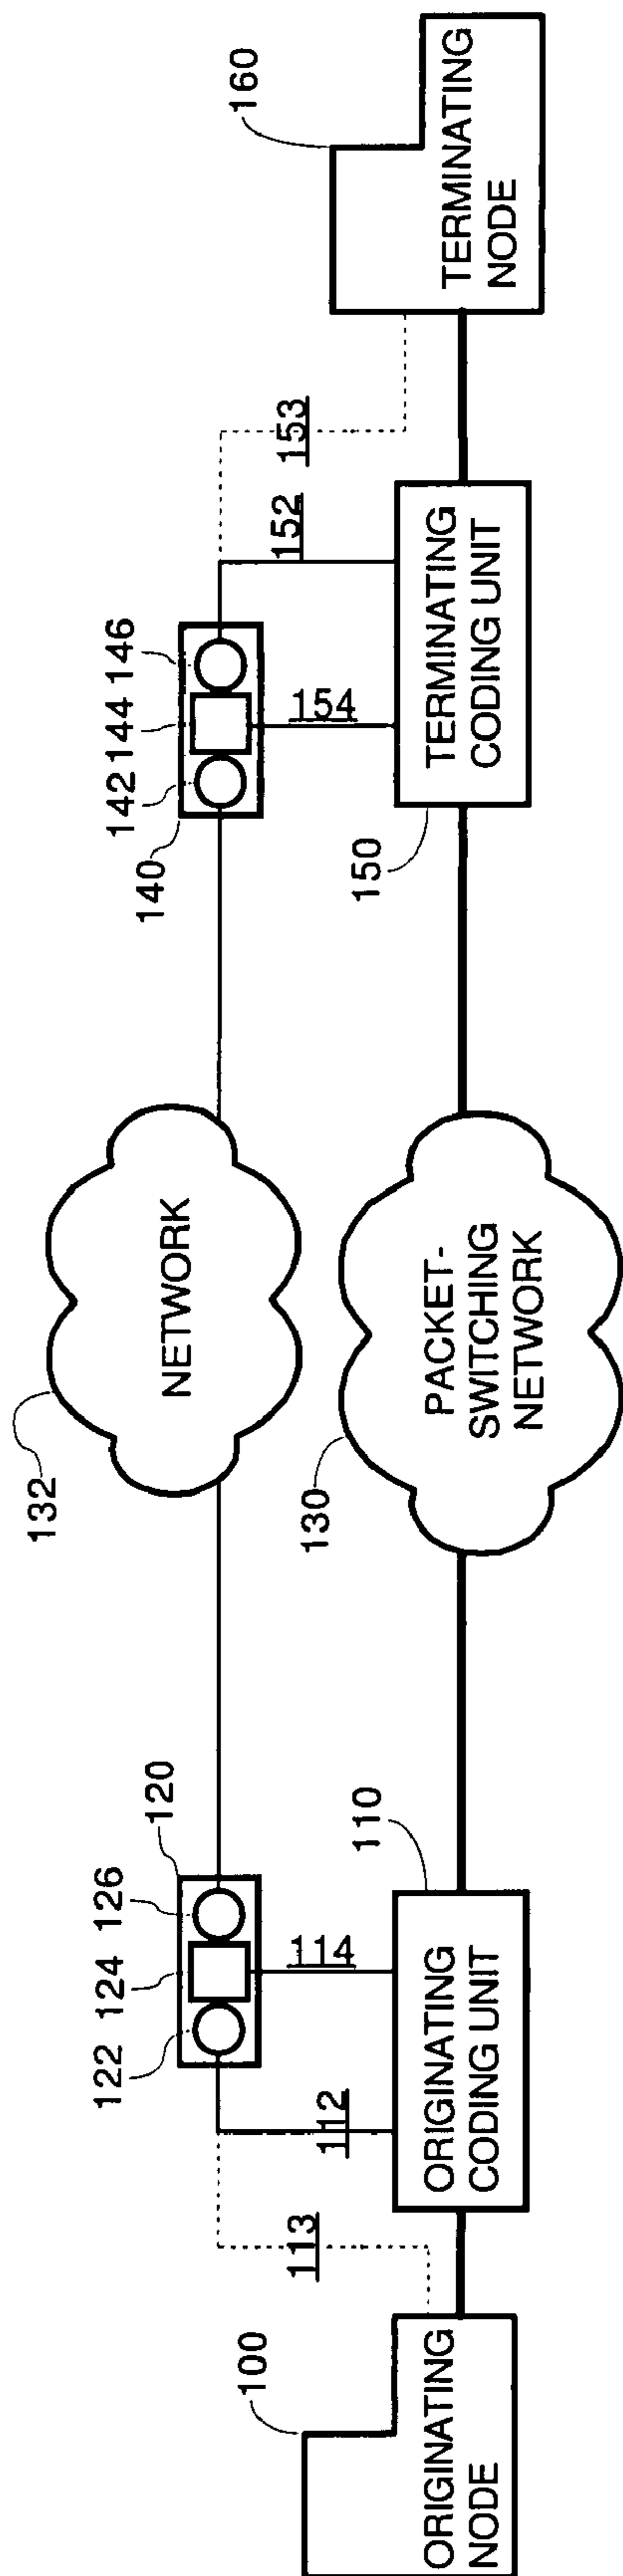 132
NETWORK
120
122
124
126
140
142
144
146
113
112
114
154
152
153
100
ORIGINATING
NODE
110
ORIGINATING
CODING UNIT
130
PACKET-
SWITCHING
NETWORK
150
TERMINATING
CODING UNIT
160
TERMINATING
NODE